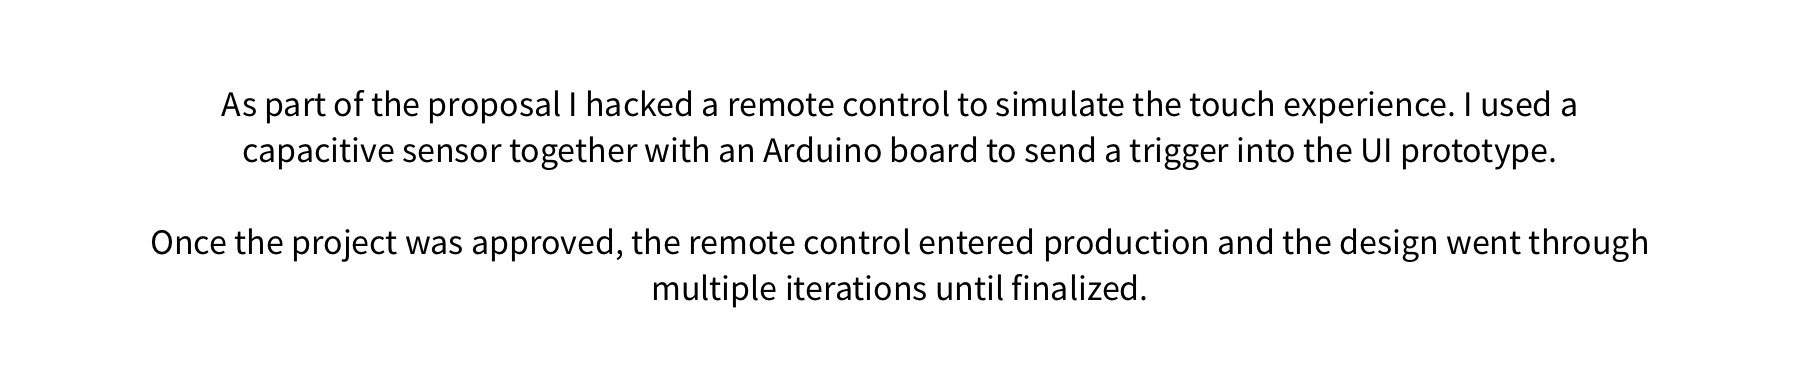 As part of the proposal I hacked a remote control to simulate the touch experience. I used a
capacitive sensor together with an Arduino board to send a trigger into the UI prototype.
Once the project was approved, the remote control entered production and the design went through
multiple iterations until finalized.